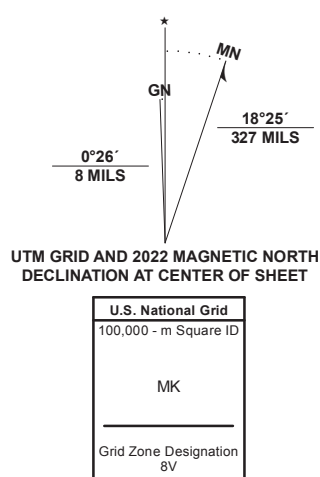 ★
MN
GN
18°25´
327 MILS
0°26´
8 MILS
UTM GRID AND 2022 MAGNETIC NORTH
DECLINATION AT CENTER OF SHEET
U.S. National Grid
100,000 - m Square ID
MK
Grid Zone Designation
8V